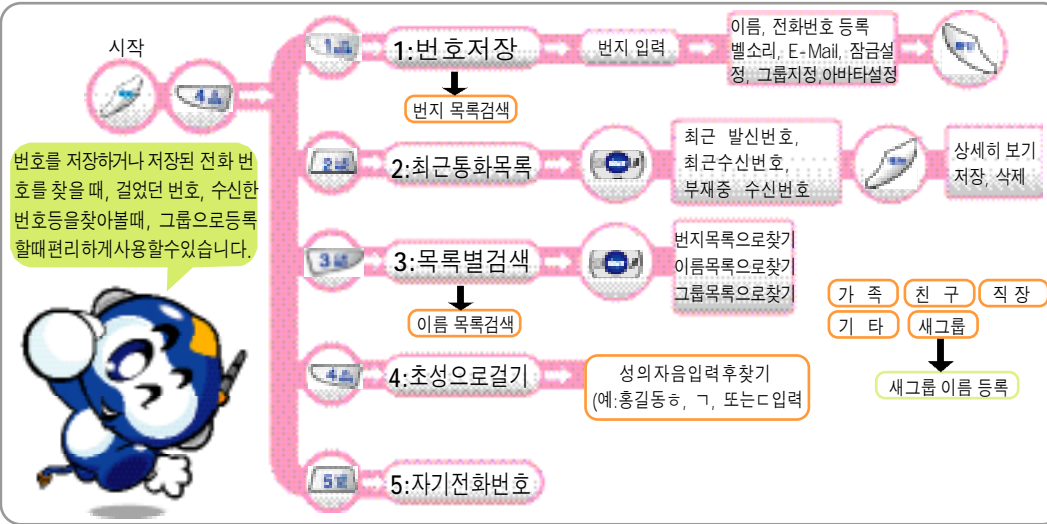 시작
4
번호를 저장하거나 저장된 전화 번
호를 찾을 때, 걸었던 번호, 수신한
번호등을찾아볼때, 그룹으로등록
할때편리하게사용할수있습니다.
1
1:번호저장
번지 입력
이름, 전화번호 등록
벨소리, E-Mail, 잠금설
정, 그룹지정,아바타설정
번지 목록검색
2
2:최근통화목록
최근 발신번호,
최근수신번호,
부재중 수신번호
상세히 보기
저장, 삭제
3
3:목록별검색
번지목록으로찾기
이름목록으로찾기
그룹목록으로찾기
이름 목록검색
가 족 친 구 직 장
기 타 새그룹
새그룹 이름 등록
4
4:초성으로걸기
성의자음입력후찾기
(예:홍길동ㅎ, ㄱ, 또는ㄷ입력
5
5:자기전화번호